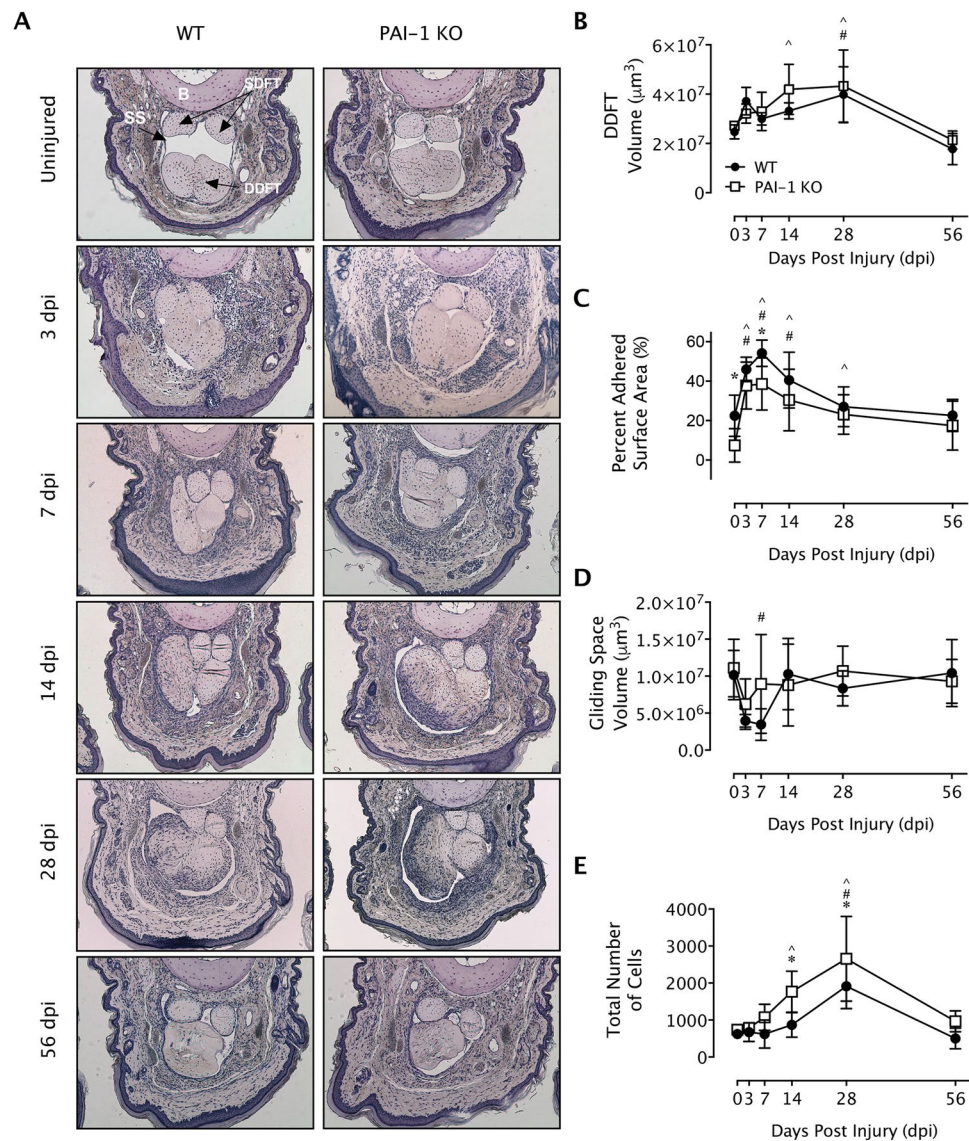 A
WT
PAI-1 KO
Uninjured
B
SDFT
SS
DDFT
3 dpi
7 dpi
14 dpi
28 dpi
56 dpi
B
DDFT
Volume (μm³)
6×10⁷
4×10⁷
2×10⁷
0
^
^
#
WT
PAI-1 KO
0 3 7 14 28 56
Days Post Injury (dpi)
C
Percent Adhered
Surface Area (%)
60
40
20
0
*
^
#
^
#
*
^
#
^
0 3 7 14 28 56
Days Post Injury (dpi)
D
Gliding Space
Volume (μm³)
2.0×10⁷
1.5×10⁷
1.0×10⁷
5.0×10⁶
0.0
#
0 3 7 14 28 56
Days Post Injury (dpi)
E
Total Number
of Cells
4000
3000
2000
1000
0
^
*
^
#
*
0 3 7 14 28 56
Days Post Injury (dpi)